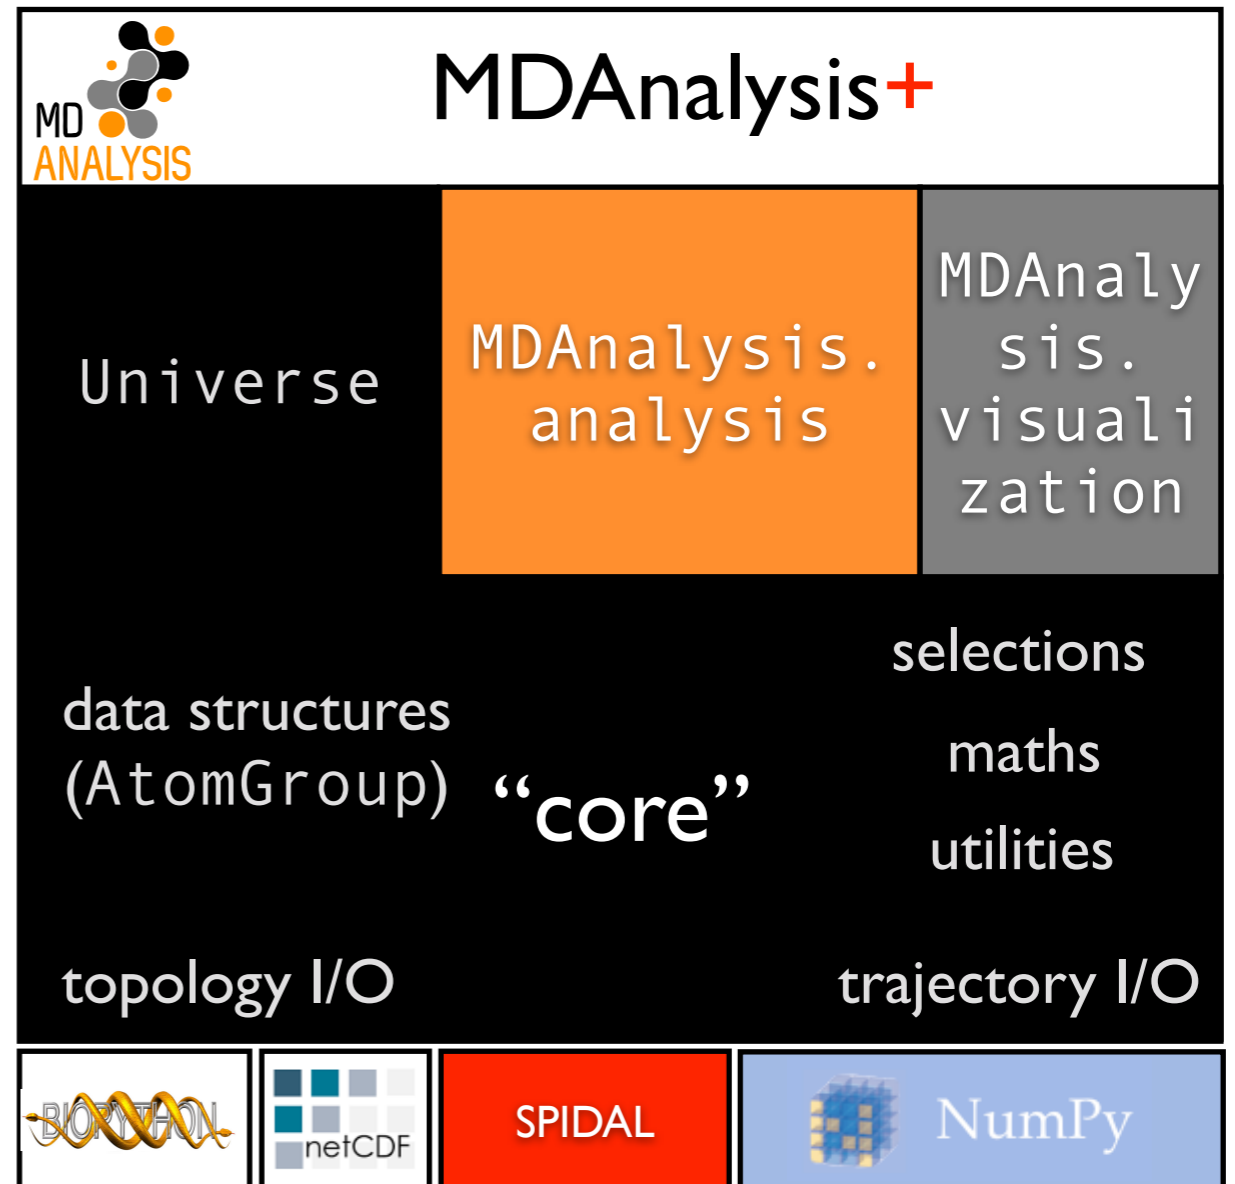 MD
ANALYSIS
MDAnalysis+
Universe
MDAnalysis.
analysis
MDAnaly
sis.
visuali
zation
data structures
(AtomGroup)
“core”
selections
maths
utilities
topology I/O
trajectory I/O
BIOPYTHON
netCDF
SPIDAL
NumPy